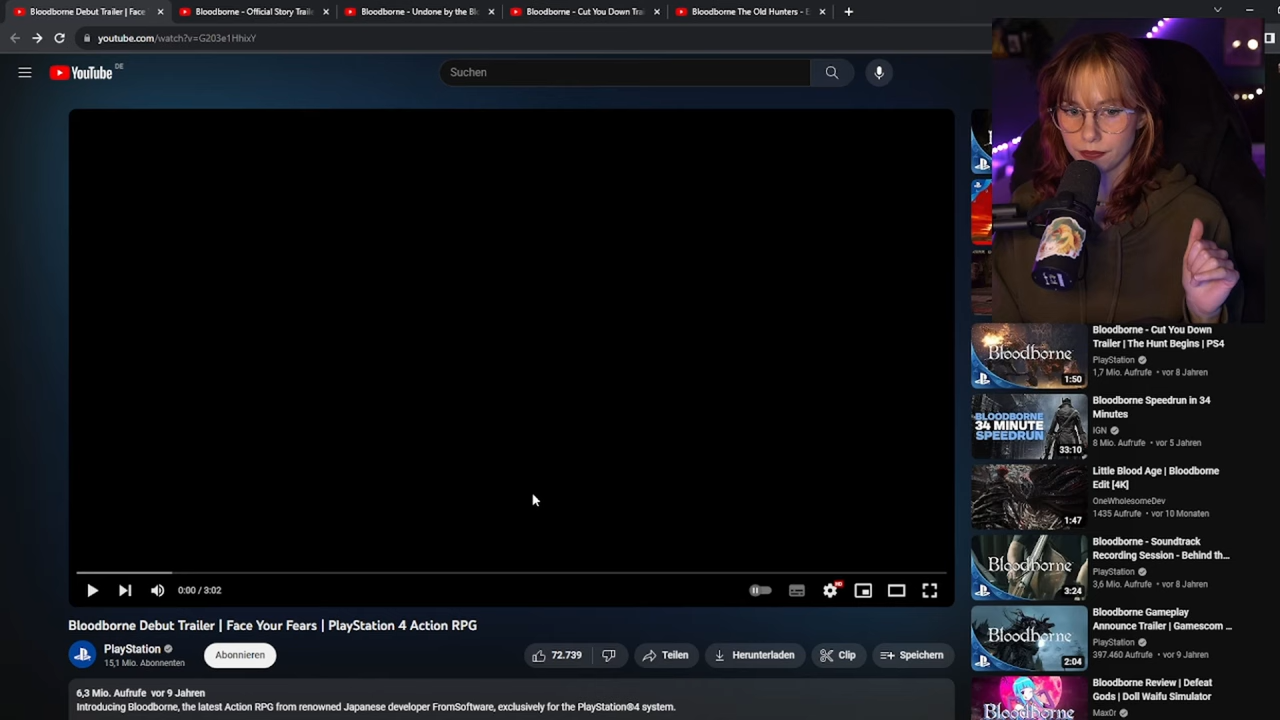 Bloodborne Debut Trailer | Face
Bloodborne - Official Story Traile
Bloodborne - Undone by the Bl
Bloodborne - Cut You Down Tra
Bloodborne The Old Hunters - E
youtube.com/watch?v=G203e1HhixY
YouTube DE
Suchen
0:00 / 3:02
HD
Bloodborne Debut Trailer | Face Your Fears | PlayStation 4 Action RPG
PlayStation
15,1 Mio. Abonnenten
Abonnieren
72.739
Teilen
Herunterladen
Clip
Speichern
6,3 Mio. Aufrufe vor 9 Jahren
Introducing Bloodborne, the latest Action RPG from renowned Japanese developer FromSoftware, exclusively for the PlayStation®4 system.
Bloodborne
1:50
Bloodborne - Cut You Down
Trailer | The Hunt Begins | PS4
PlayStation
1,7 Mio. Aufrufe • vor 8 Jahren
BLOODBORNE
34 MINUTE
SPEEDRUN
33:10
Bloodborne Speedrun in 34
Minutes
IGN
8 Mio. Aufrufe • vor 5 Jahren
1:47
Little Blood Age | Bloodborne
Edit [4K]
OneWholesomeDev
1435 Aufrufe • vor 10 Monaten
Bloodborne
3:24
Bloodborne - Soundtrack
Recording Session - Behind th...
PlayStation
3,6 Mio. Aufrufe • vor 8 Jahren
Bloodborne
2:04
Bloodborne Gameplay
Announce Trailer | Gamescom ...
PlayStation
397.460 Aufrufe • vor 9 Jahren
Bloodborne
Bloodborne Review | Defeat
Gods | Doll Waifu Simulator
Max0r